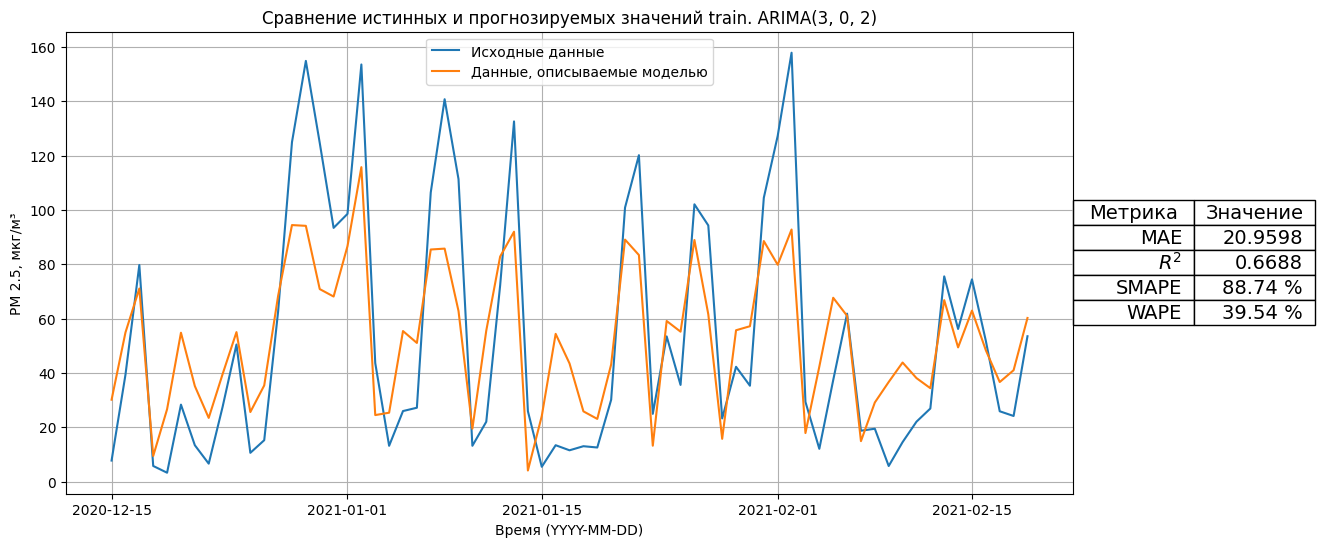 Сравнение истинных и прогнозируемых значений train. ARIMA(3, 0, 2)
Исходные данные
Данные, описываемые моделью
PM 2.5, мкг/м³
160
140
120
100
80
60
40
20
0
2020-12-15
2021-01-01
2021-01-15
2021-02-01
2021-02-15
Время (YYYY-MM-DD)
Метрика Значение
MAE 20.9598
R² 0.6688
SMAPE 88.74 %
WAPE 39.54 %